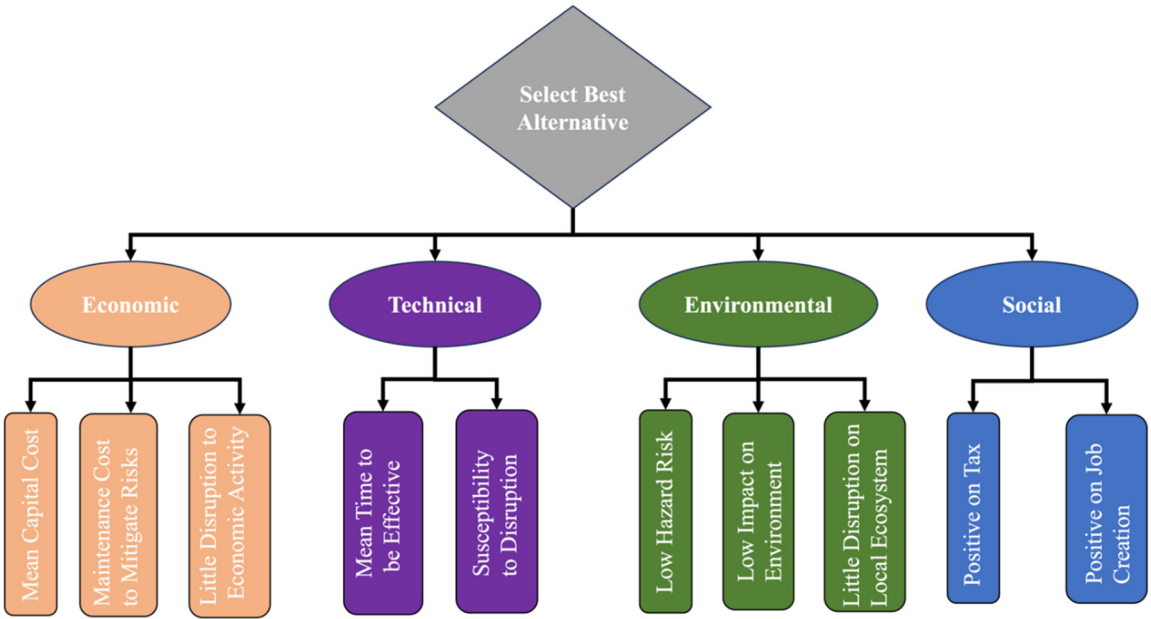 Select Best
Alternative
Economic
Technical
Environmental
Social
Mean Capital Cost
Maintenance Cost
to Mitigate Risks
Little Disruption to
Economic Activity
Mean Time to
be Effective
Susceptibility
to Disruption
Low Hazard Risk
Low Impact on
Environment
Little Disruption on
Local Ecosystem
Positive on Tax
Positive on Job
Creation